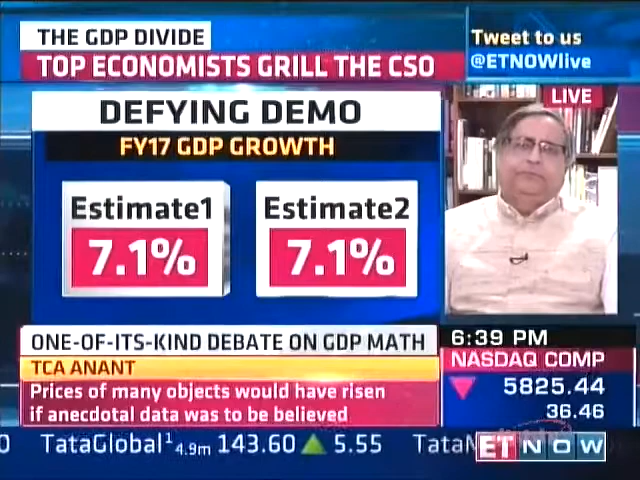 THE GDP DIVIDE
TOP ECONOMISTS GRILL THE CSO
Tweet to us
@ETNOWlive
LIVE
DEFYING DEMO
FY17 GDP GROWTH
Estimate1
7.1%
Estimate2
7.1%
ONE-OF-ITS-KIND DEBATE ON GDP MATH
TCA ANANT
Prices of many objects would have risen
if anecdotal data was to be believed
6:39 PM
NASDAQ COMP
5825.44
36.46
0 TataGlobal¹ 4.9m 143.60 5.55
ET NOW